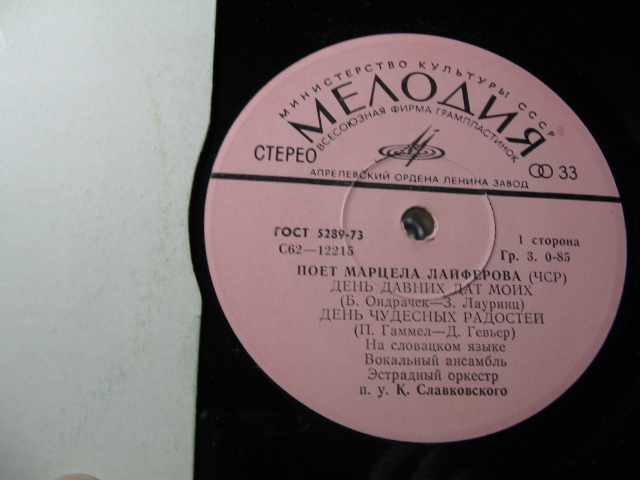 МИНИСТЕРСТВО КУЛЬТУРЫ СССР
МЕЛОДИЯ
ВСЕСОЮЗНАЯ ФИРМА ГРАМПЛАСТИНОК
СТЕРЕО
33
АПРЕЛЕВСКИЙ ОРДЕНА ЛЕНИНА ЗАВОД
ГОСТ 5289-73
1 сторона
С62—12215
Гр. 3. 0-85
ПОЕТ МАРЦЕЛА ЛАЙФЕРОВА (ЧСР)
ДЕНЬ ДАВНИХ ДАТ МОИХ
(Б. Ондрачек—З. Лауринц)
ДЕНЬ ЧУДЕСНЫХ РАДОСТЕЙ
(П. Гаммел—Д. Гевьер)
На словацком языке
Вокальный ансамбль
Эстрадный оркестр
п. у. К. Славковского